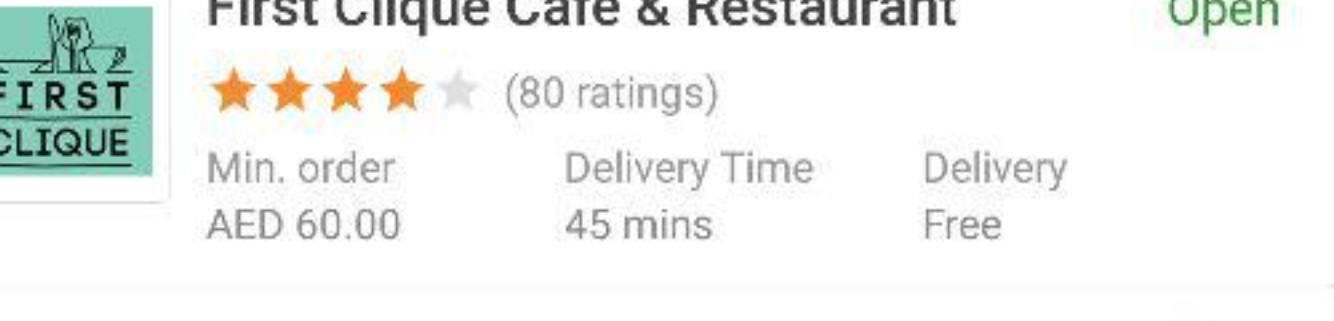 First Clique Cafe & Restaurant
Open
FIRST
CLIQUE
(80 ratings)
Min. order
Delivery Time
Delivery
AED 60.00
45 mins
Free